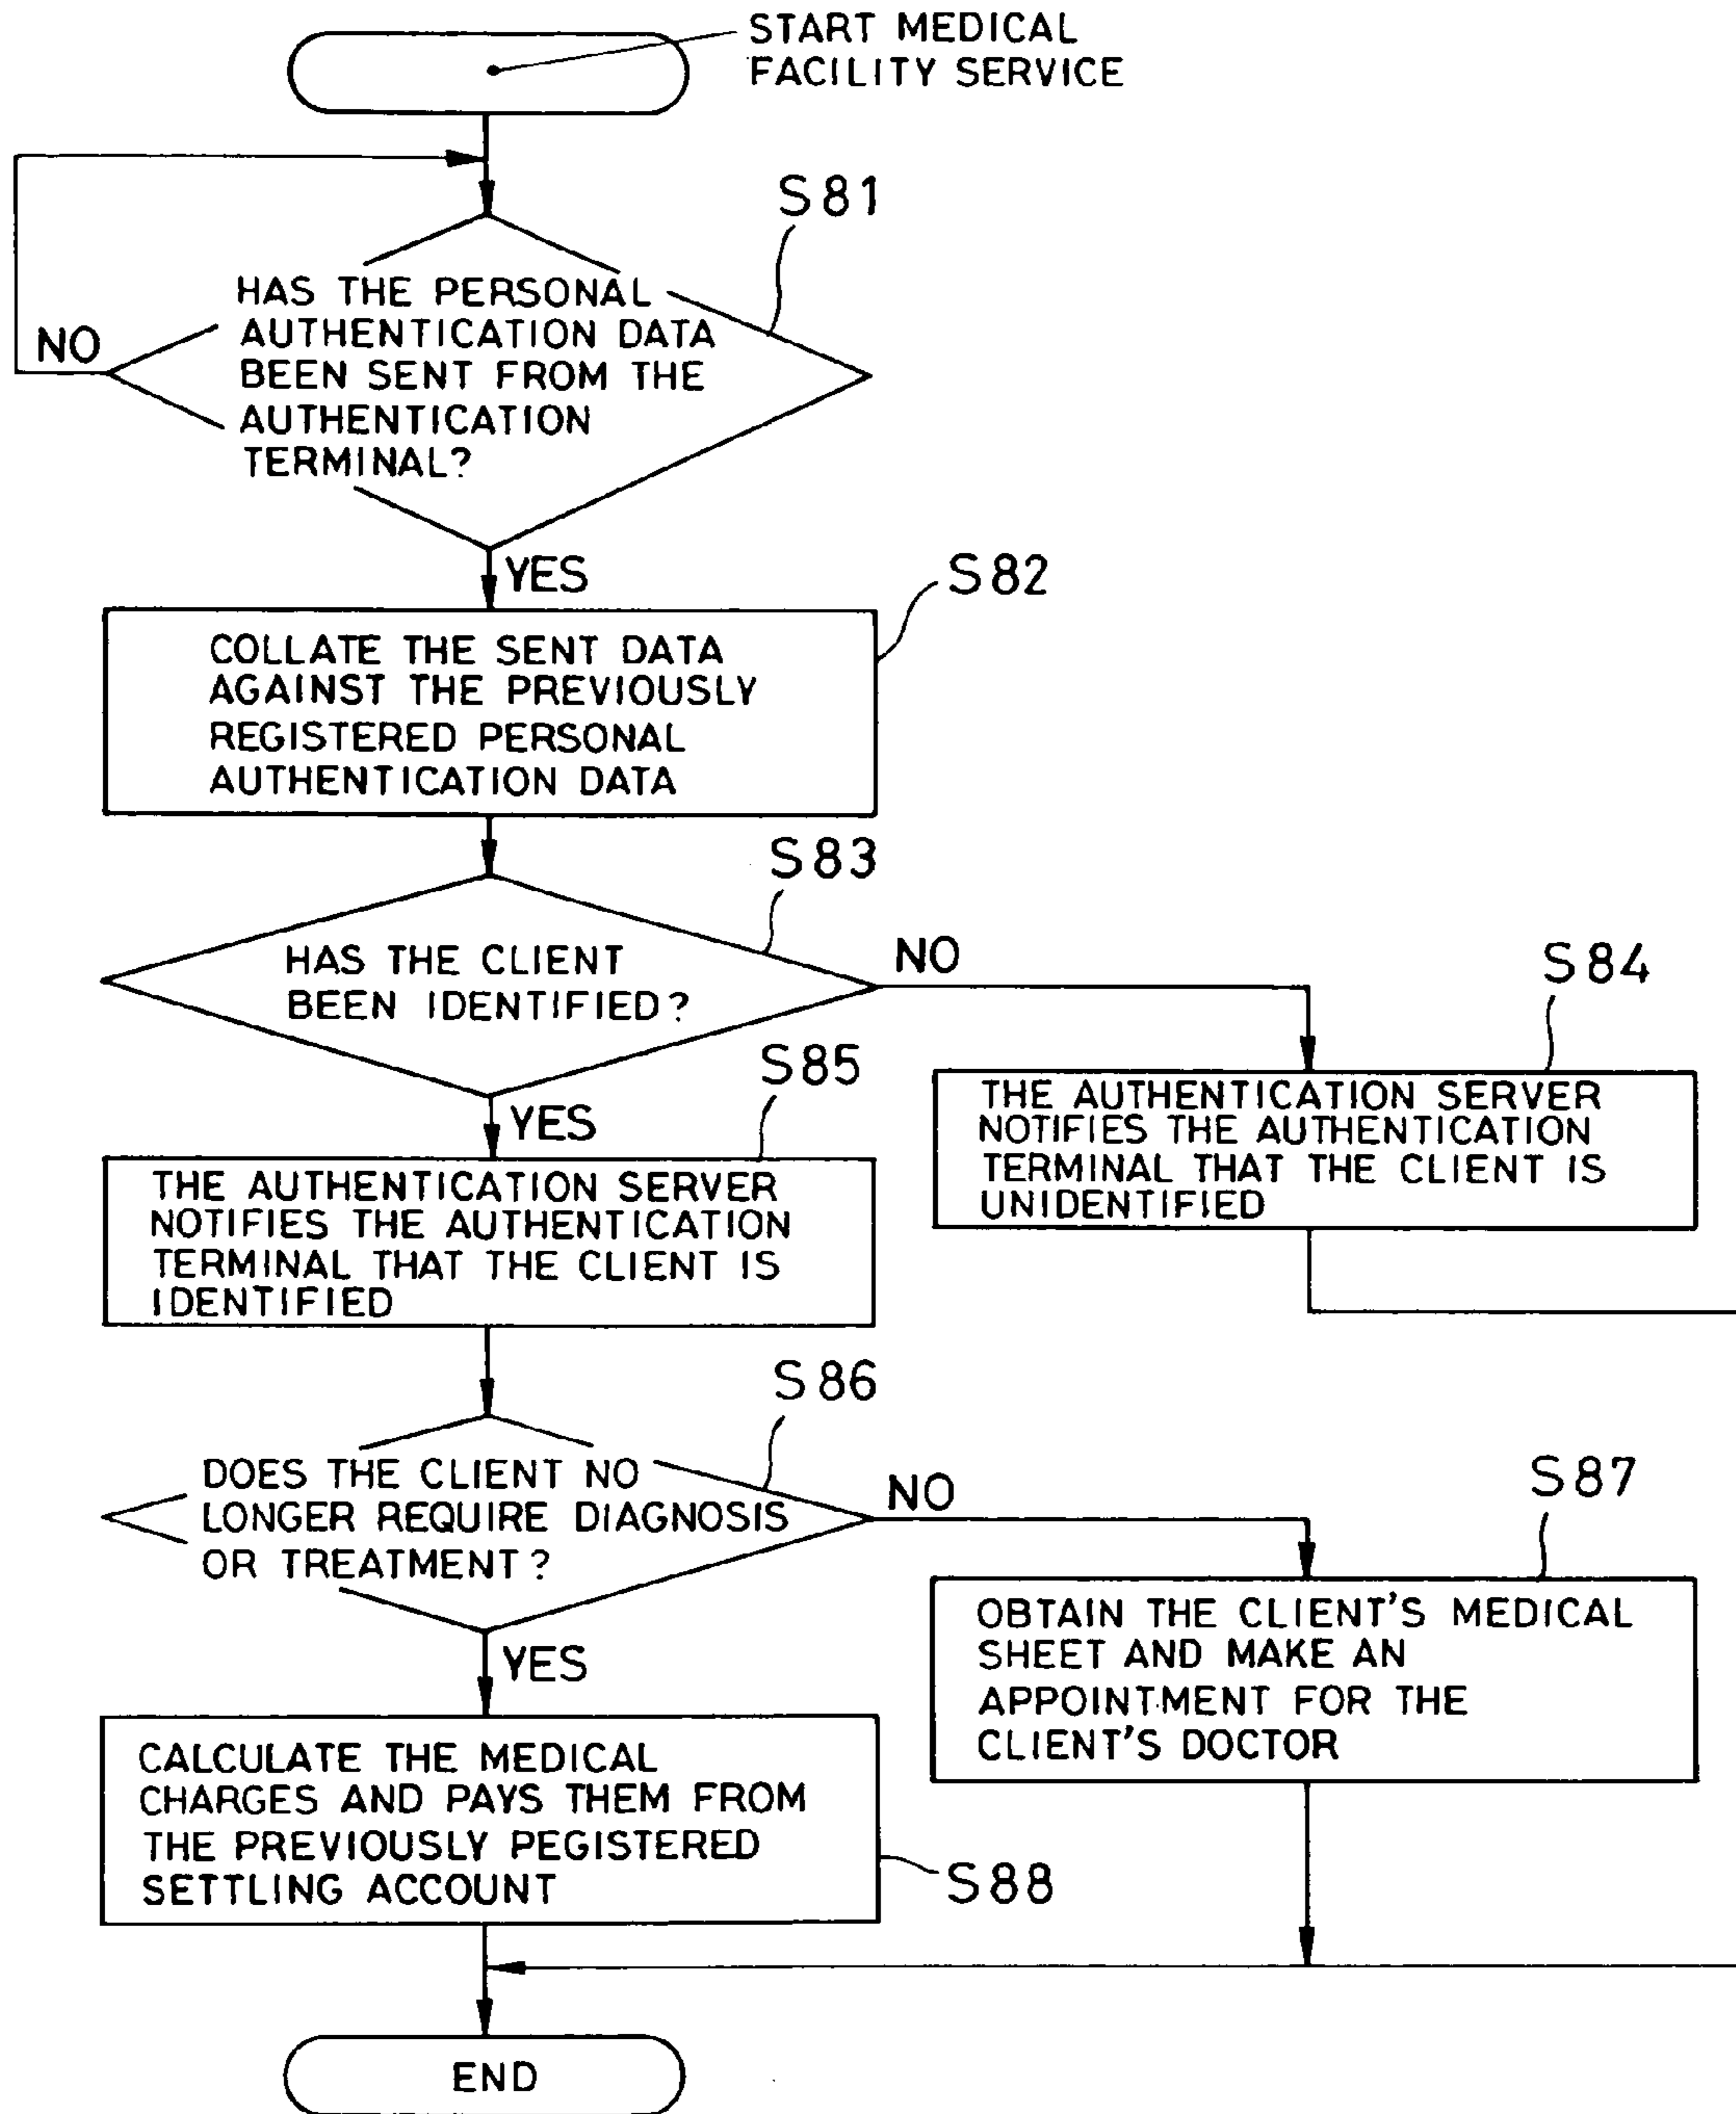 START MEDICAL
FACILITY SERVICE
S81
HAS THE PERSONAL
AUTHENTICATION DATA
BEEN SENT FROM THE
AUTHENTICATION
TERMINAL?
NO
YES
S82
COLLATE THE SENT DATA
AGAINST THE PREVIOUSLY
REGISTERED PERSONAL
AUTHENTICATION DATA
S83
HAS THE CLIENT
BEEN IDENTIFIED?
NO
S84
THE AUTHENTICATION SERVER
NOTIFIES THE AUTHENTICATION
TERMINAL THAT THE CLIENT IS
UNIDENTIFIED
YES
S85
THE AUTHENTICATION SERVER
NOTIFIES THE AUTHENTICATION
TERMINAL THAT THE CLIENT IS
IDENTIFIED
S86
DOES THE CLIENT NO
LONGER REQUIRE DIAGNOSIS
OR TREATMENT?
NO
S87
OBTAIN THE CLIENT'S MEDICAL
SHEET AND MAKE AN
APPOINTMENT FOR THE
CLIENT'S DOCTOR
YES
CALCULATE THE MEDICAL
CHARGES AND PAYS THEM FROM
THE PREVIOUSLY PEGISTERED
SETTLING ACCOUNT
S88
END